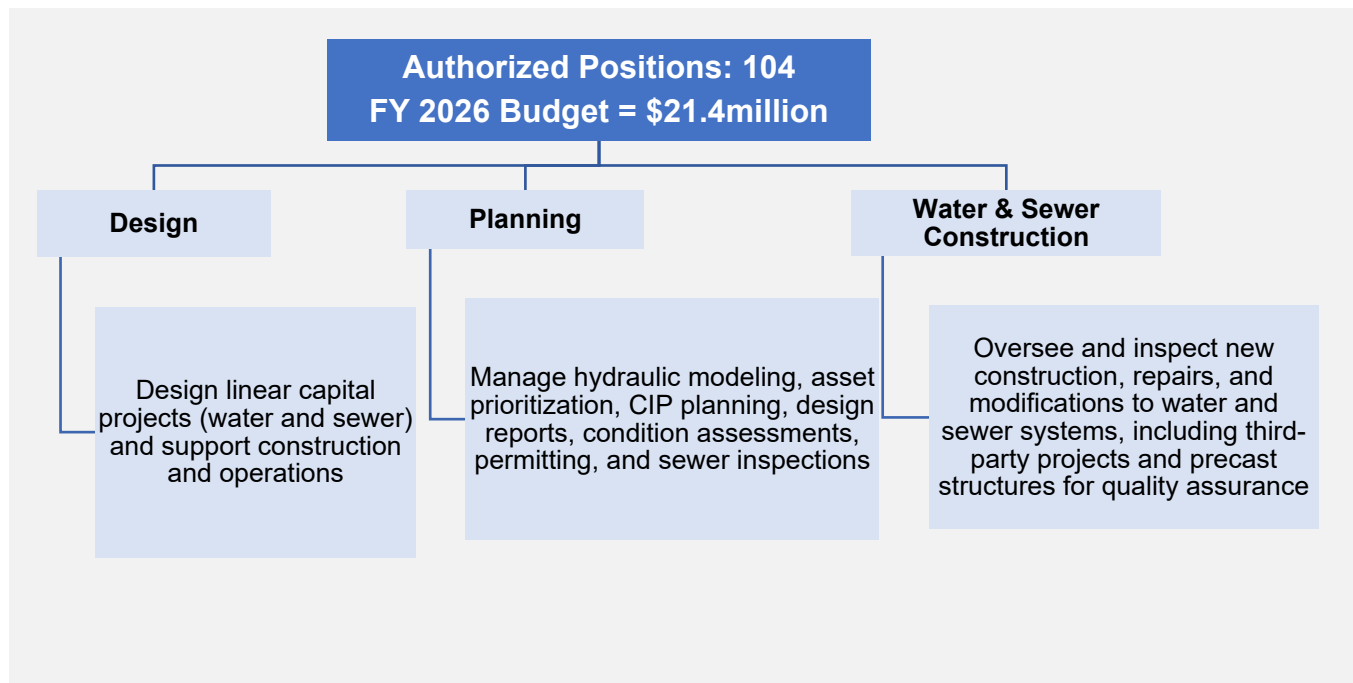 Authorized Positions: 104
FY 2026 Budget = $21.4million
Design
Planning
Water & Sewer
Construction
Design linear capital
projects (water and sewer)
and support construction
and operations
Manage hydraulic modeling, asset
prioritization, CIP planning, design
reports, condition assessments,
permitting, and sewer inspections
Oversee and inspect new
construction, repairs, and
modifications to water and
sewer systems, including third-
party projects and precast
structures for quality assurance